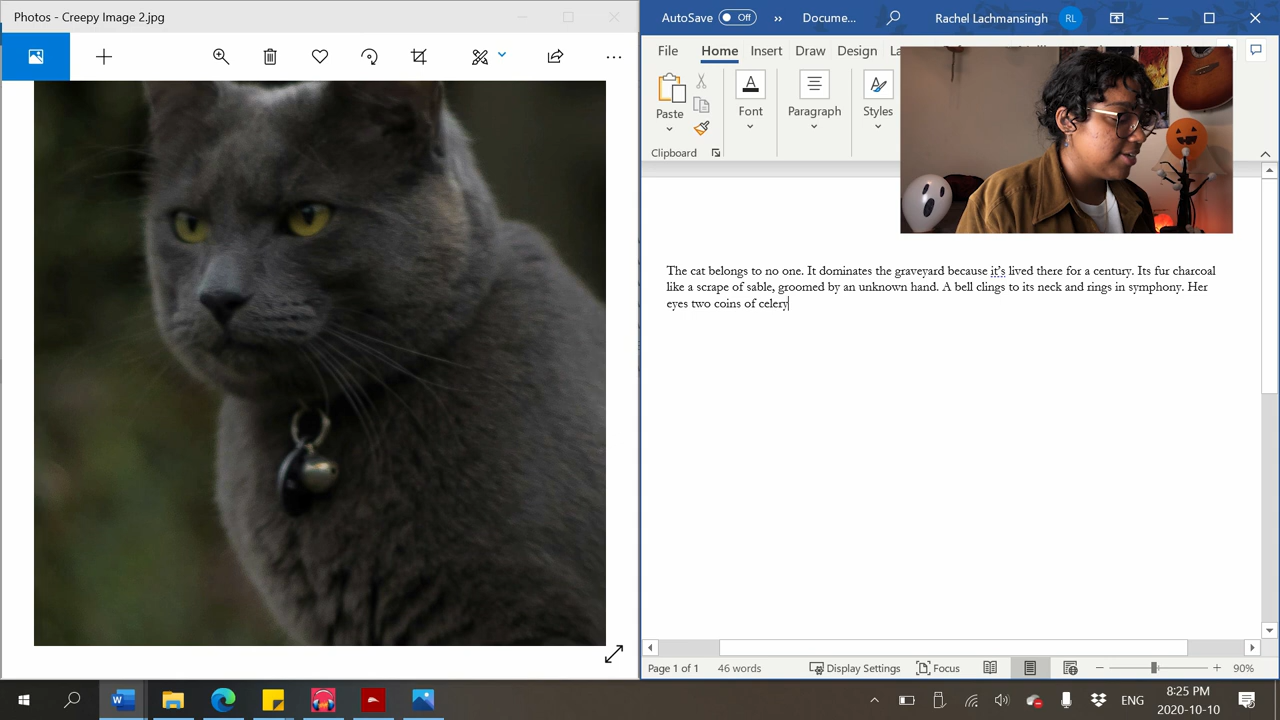 Photos - Creepy Image 2.jpg
AutoSave Off Docume... Rachel Lachmansingh RL
File Home Insert Draw Design
Paste
Font
Paragraph
Styles
Clipboard
The cat belongs to no one. It dominates the graveyard because it's lived there for a century. Its fur charcoal
like a scrape of sable, groomed by an unknown hand. A bell clings to its neck and rings in symphony. Her
eyes two coins of celery
Page 1 of 1 46 words Display Settings Focus 90%
ENG
8:25 PM
2020-10-10